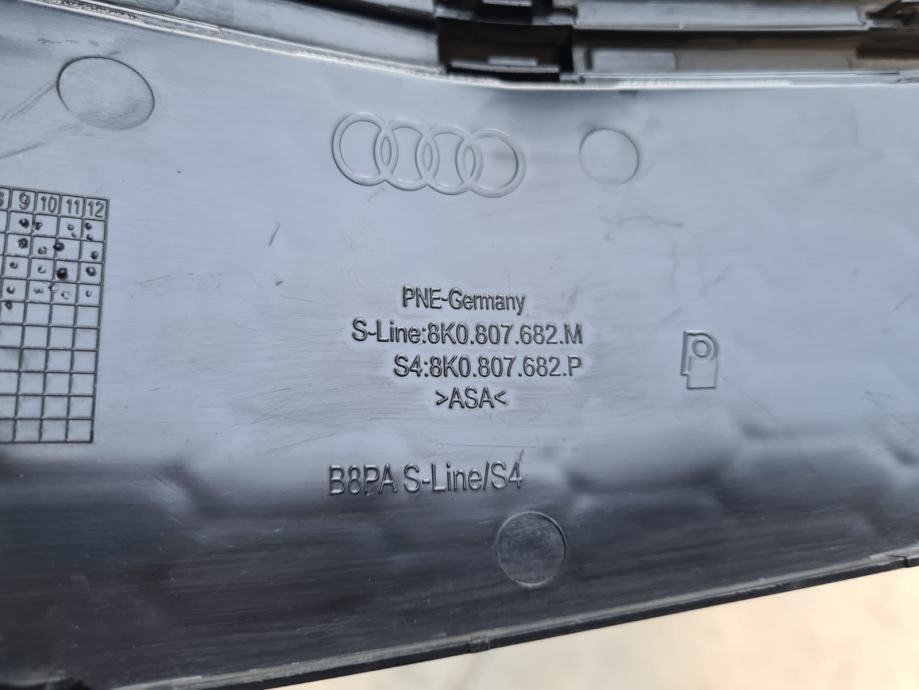 9 10 11 12
PNE-Germany
S-Line:8K0.807.682.M
S4:8K0.807.682.P
>ASA<
B8PA S-Line/S4